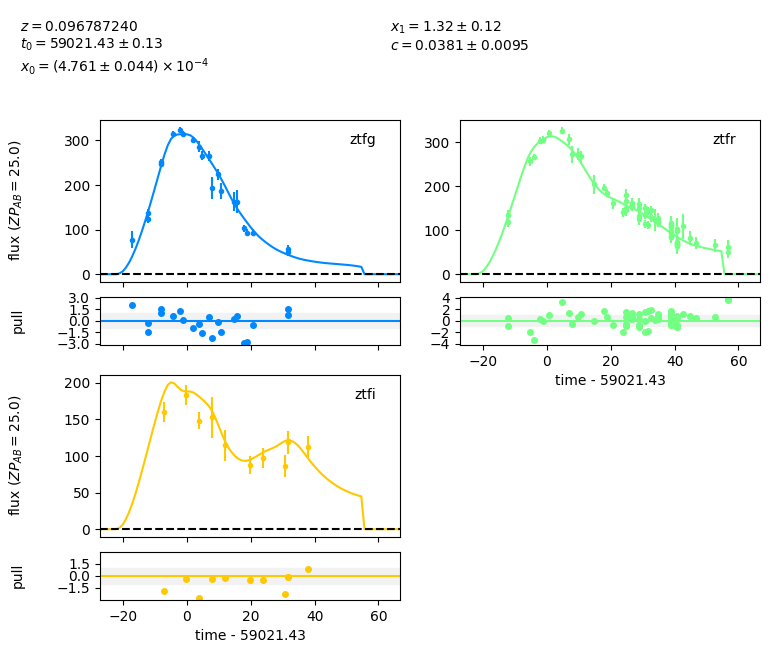 z = 0.096787240
t₀ = 59021.43 ± 0.13
x₀ = (4.761 ± 0.044) × 10⁻⁴
x₁ = 1.32 ± 0.12
c = 0.0381 ± 0.0095
flux (ZP_AB = 25.0)
300
200
100
0
ztfg
300
200
100
0
ztfr
pull
3.0
1.5
0.0
−1.5
−3.0
4
2
0
−2
−4
−20 0 20 40 60
time - 59021.43
flux (ZP_AB = 25.0)
200
150
100
50
0
ztfi
pull
1.5
0.0
−1.5
−20 0 20 40 60
time - 59021.43